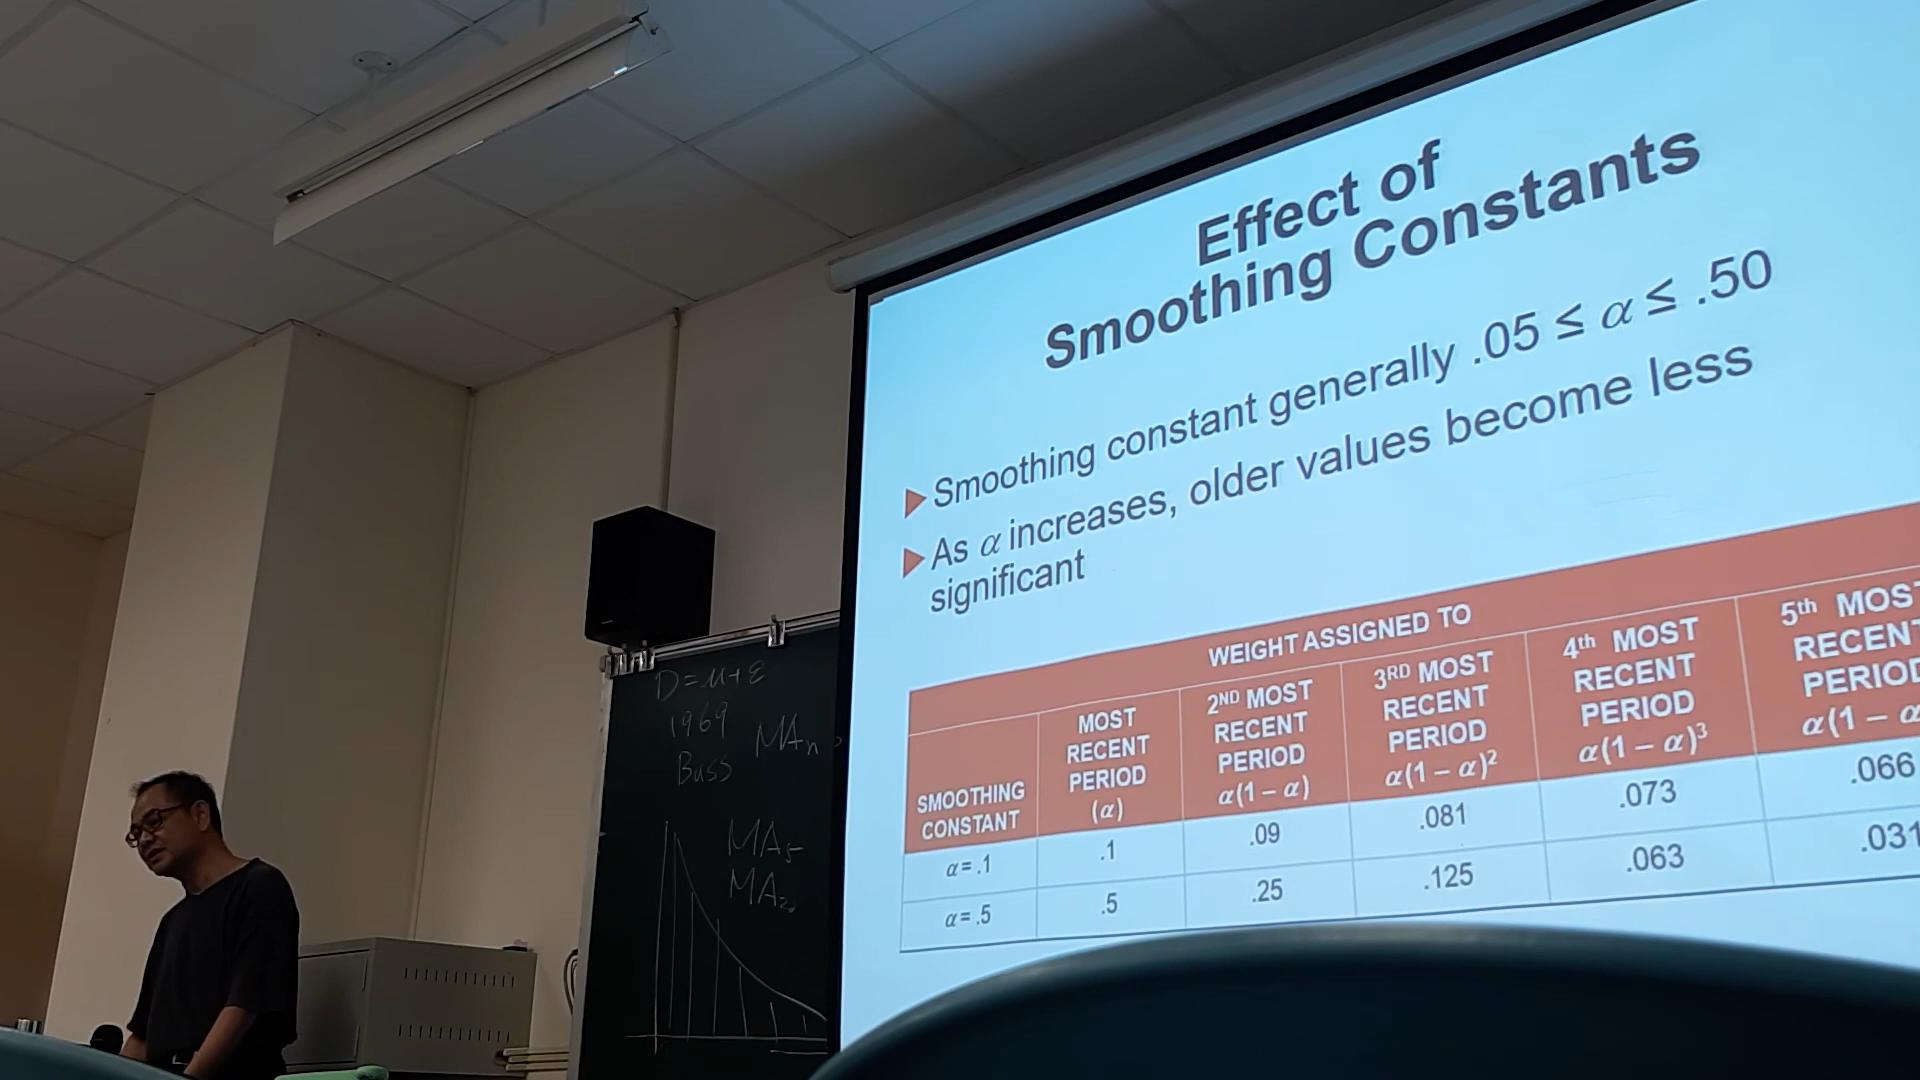 Effect of
Smoothing Constants
Smoothing constant generally .05 ≤ α ≤ .50
As α increases, older values become less
significant
WEIGHT ASSIGNED TO
SMOOTHING
CONSTANT
MOST
RECENT
PERIOD
(α)
2ND MOST
RECENT
PERIOD
α(1 – α)
3RD MOST
RECENT
PERIOD
α(1 – α)²
4th MOST
RECENT
PERIOD
α(1 – α)³
5th MOS
RECENT
PERIOD
α(1 – α
α = .1 .1 .09 .081 .073 .066
α = .5 .5 .25 .125 .063 .031
D = μ + ε
1969
Buss
MAn
MA5